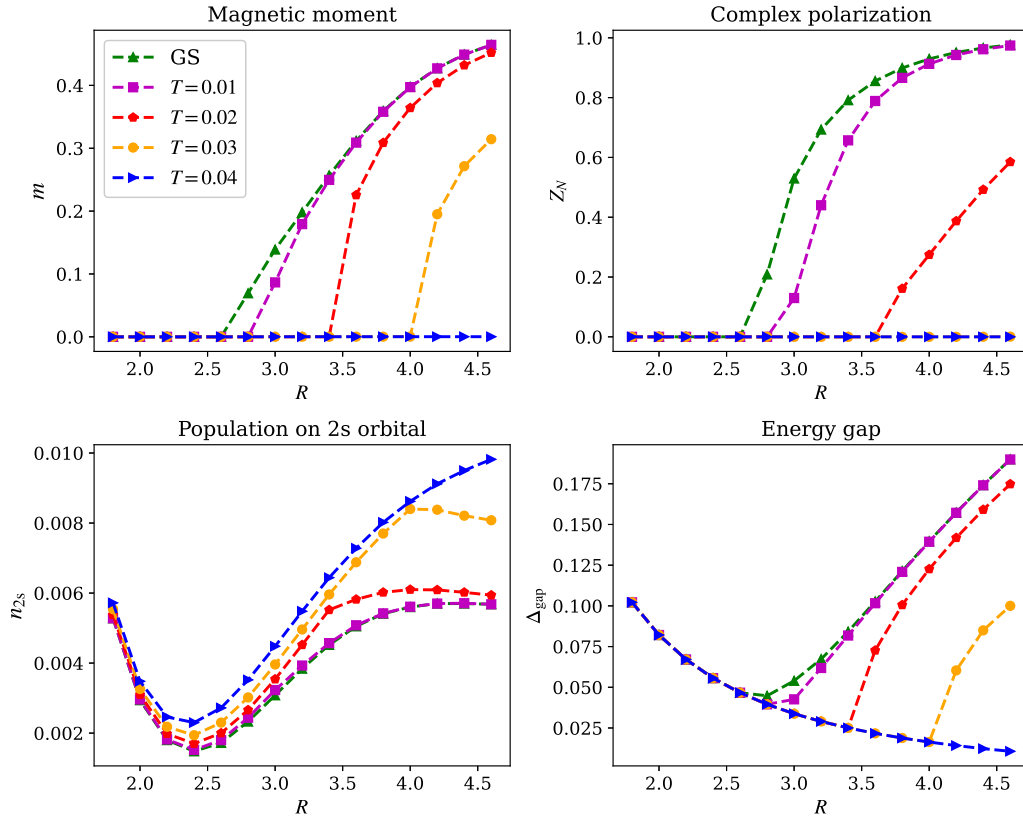 Magnetic moment
0.4
0.3
0.2
0.1
0.0
m
GS
T = 0.01
T = 0.02
T = 0.03
T = 0.04
2.0 2.5 3.0 3.5 4.0 4.5
R
Complex polarization
1.0
0.8
0.6
0.4
0.2
0.0
Z_N
2.0 2.5 3.0 3.5 4.0 4.5
R
Population on 2s orbital
0.010
0.008
0.006
0.004
0.002
n_2s
2.0 2.5 3.0 3.5 4.0 4.5
R
Energy gap
0.175
0.150
0.125
0.100
0.075
0.050
0.025
Δ_gap
2.0 2.5 3.0 3.5 4.0 4.5
R